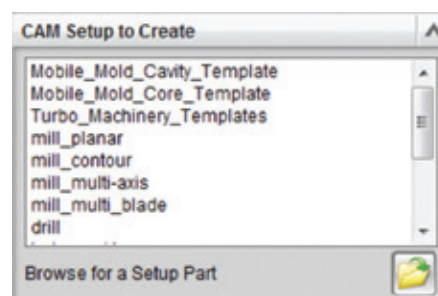 CAM Setup to Create
Mobile_Mold_Cavity_Template
Mobile_Mold_Core_Template
Turbo_Machinery_Templates
mill_planar
mill_contour
mill_multi-axis
mill_multi_blade
drill
Browse for a Setup Part